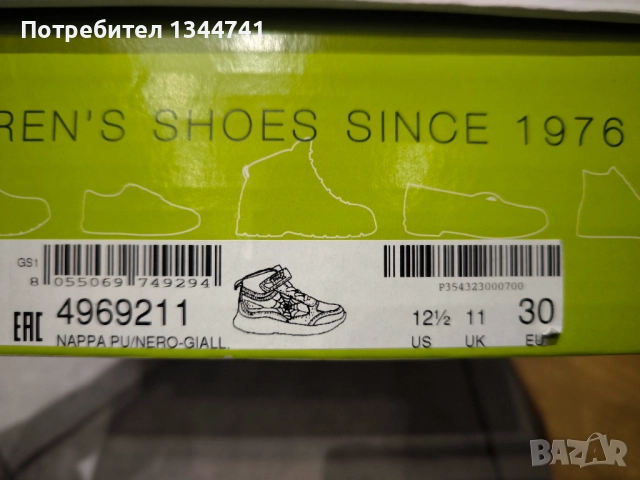 Потребител 1344741
REN'S SHOES SINCE 1976
GS1
8 055069 749294
P354323000700
EAC 4969211 12½ 11 30
NAPPA PU/NERO-GIALL. US UK EU
BAZAR